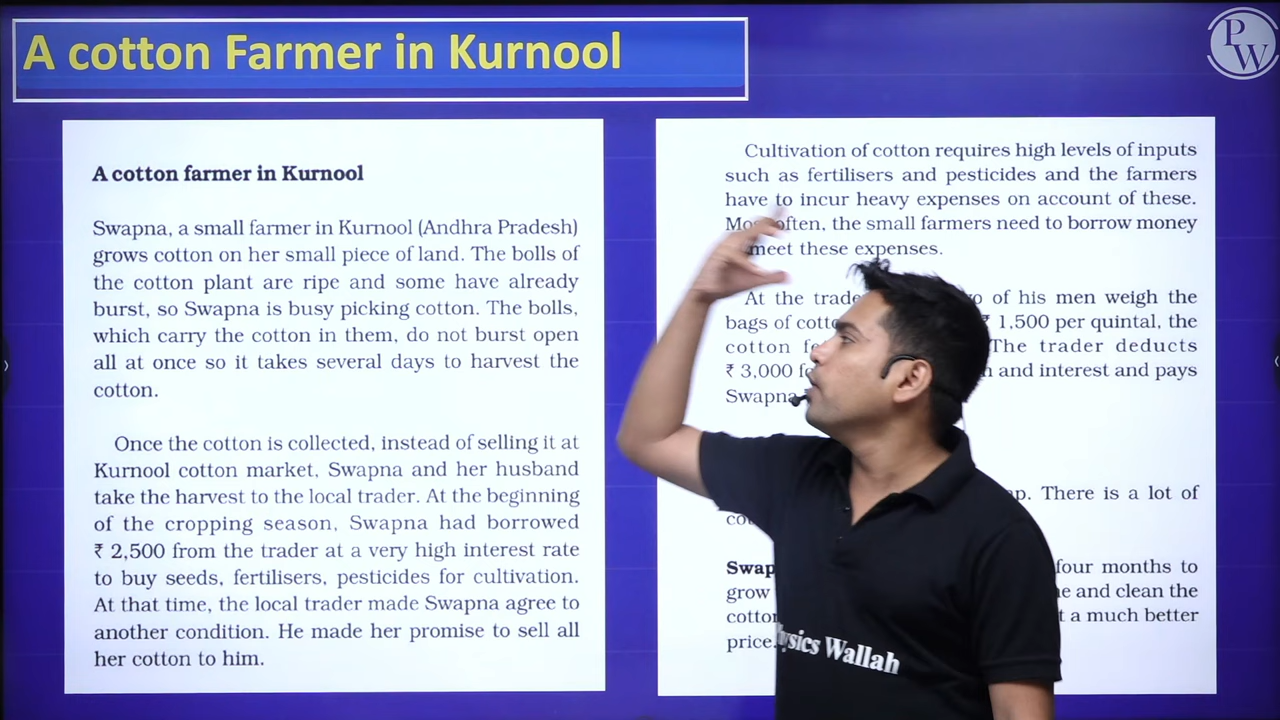 A cotton Farmer in Kurnool
PW
A cotton farmer in Kurnool
Swapna, a small farmer in Kurnool (Andhra Pradesh)
grows cotton on her small piece of land. The bolls of
the cotton plant are ripe and some have already
burst, so Swapna is busy picking cotton. The bolls,
which carry the cotton in them, do not burst open
all at once so it takes several days to harvest the
cotton.
Once the cotton is collected, instead of selling it at
Kurnool cotton market, Swapna and her husband
take the harvest to the local trader. At the beginning
of the cropping season, Swapna had borrowed
₹ 2,500 from the trader at a very high interest rate
to buy seeds, fertilisers, pesticides for cultivation.
At that time, the local trader made Swapna agree to
another condition. He made her promise to sell all
her cotton to him.
Cultivation of cotton requires high levels of inputs
such as fertilisers and pesticides and the farmers
have to incur heavy expenses on account of these.
often, the small farmers need to borrow money
meet these expenses.
At the of his men weigh the
bags of ₹ 1,500 per quintal, the
cotton The trader deducts
₹ 3,000 and interest and pays
Swapna
There is a lot of
four months to
grow and clean the
cotton a much better
price.
Wallah